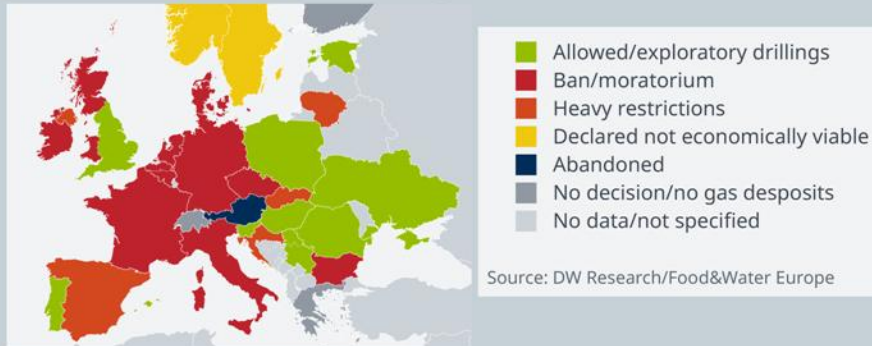 Allowed/exploratory drillings
Ban/moratorium
Heavy restrictions
Declared not economically viable
Abandoned
No decision/no gas desposits
No data/not specified
Source: DW Research/Food&Water Europe